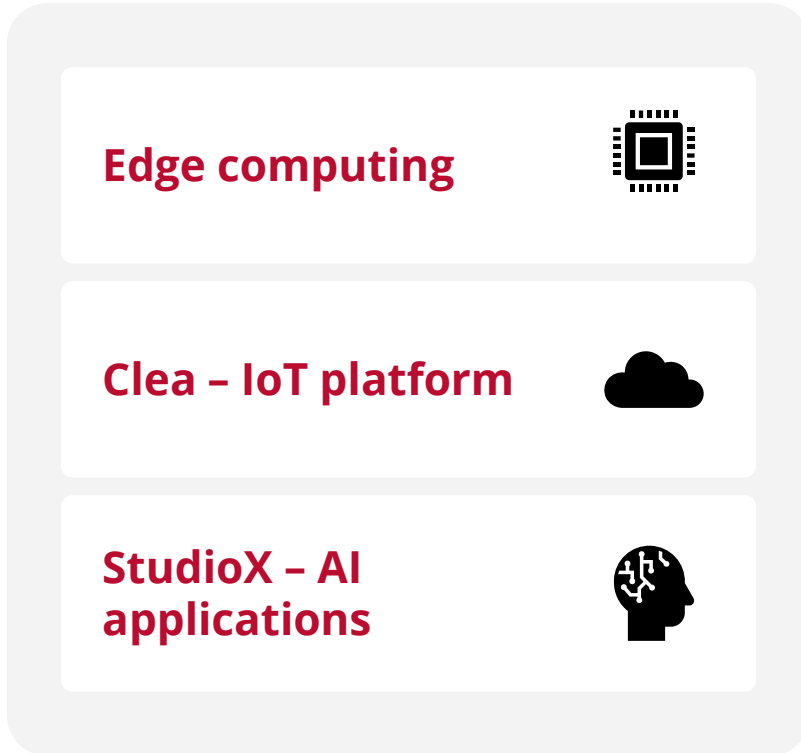 Edge computing
Clea – IoT platform
StudioX – AI
applications